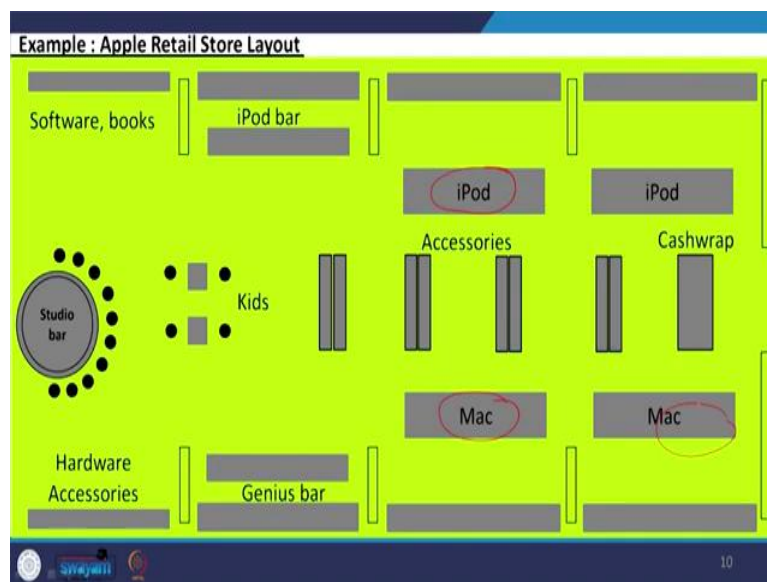 Example : Apple Retail Store Layout
Software, books
iPod bar
iPod
iPod
Accessories
Cashwrap
Studio
bar
Kids
Mac
Mac
Hardware
Accessories
Genius bar
swayam
10